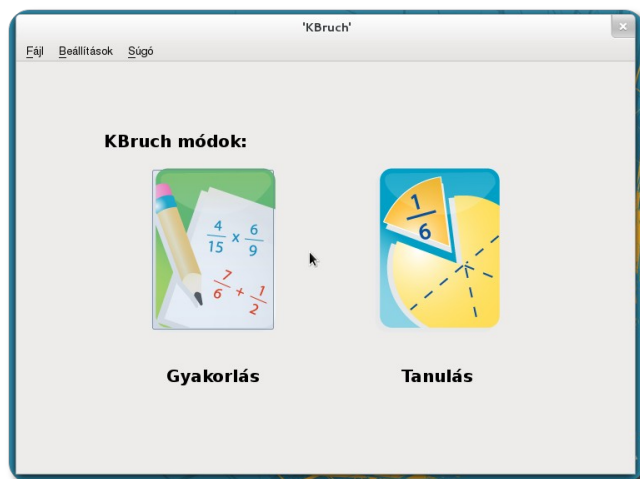 'KBruch'
Fájl Beállítások Súgó
KBruch módok:
4/15 x 6/9
7/6 + 1/2
1/6
Gyakorlás Tanulás